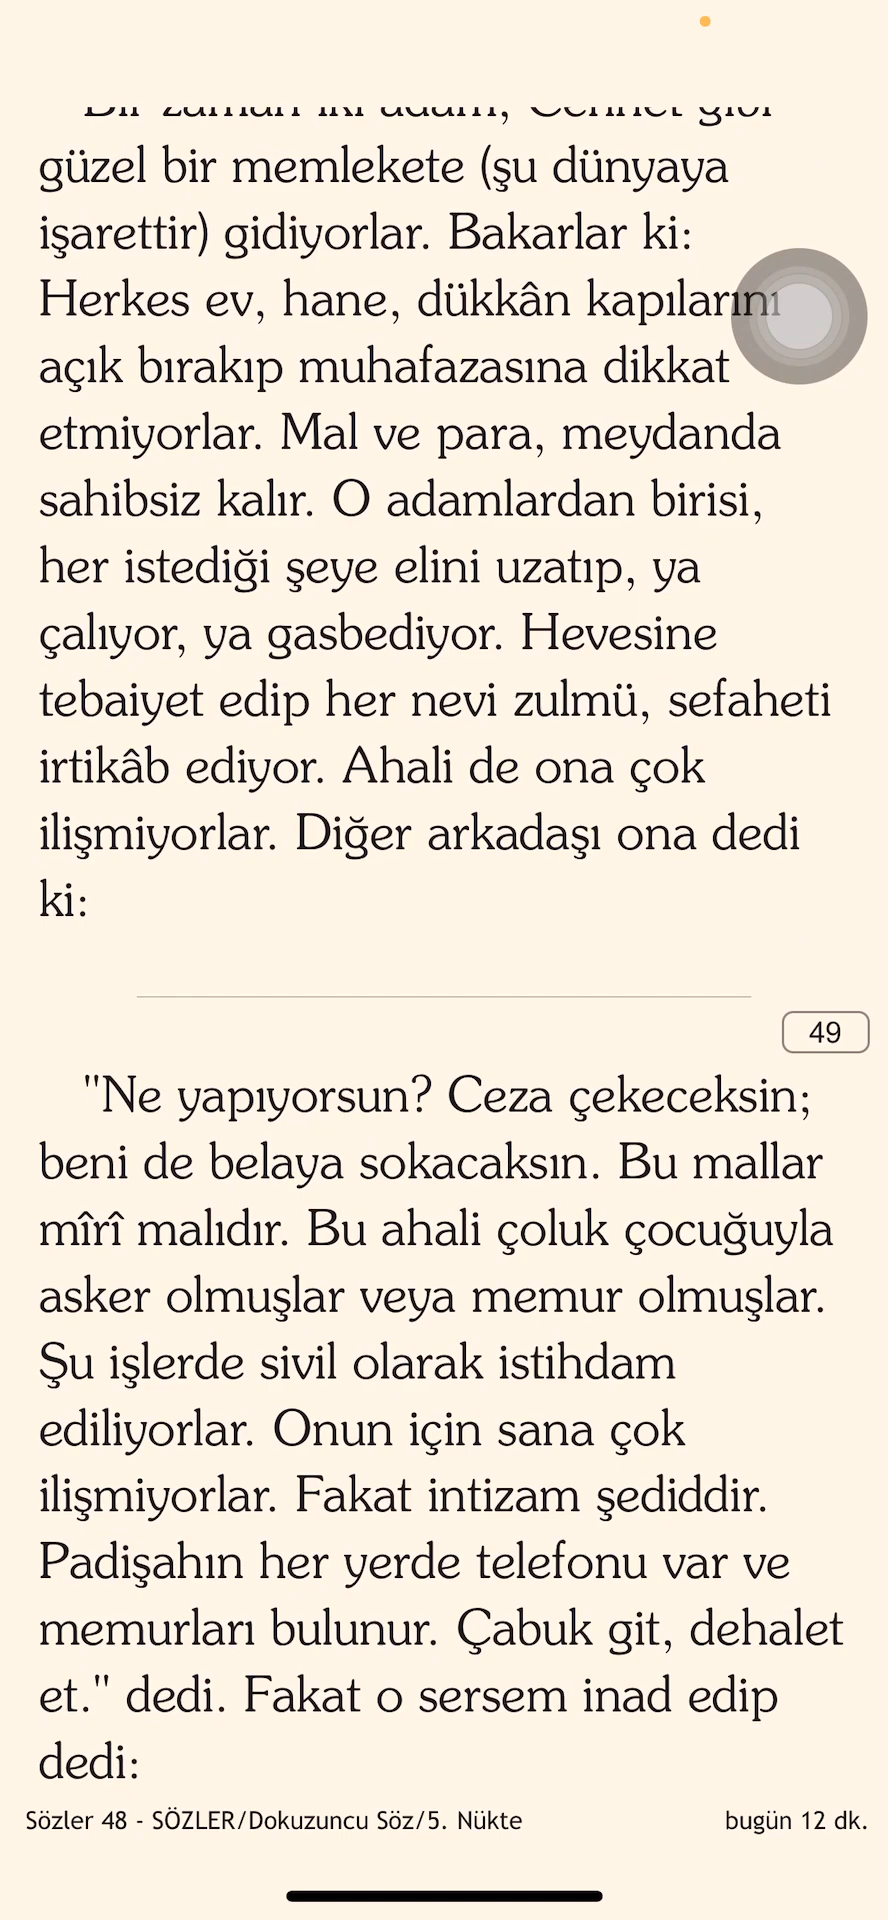 güzel bir memlekete (şu dünyaya
işarettir) gidiyorlar. Bakarlar ki:
Herkes ev, hane, dükkân kapılarını
açık bırakıp muhafazasına dikkat
etmiyorlar. Mal ve para, meydanda
sahibsiz kalır. O adamlardan birisi,
her istediği şeye elini uzatıp, ya
çalıyor, ya gasbediyor. Hevesine
tebaiyet edip her nevi zulmü, sefaheti
irtikâb ediyor. Ahali de ona çok
ilişmiyorlar. Diğer arkadaşı ona dedi
ki:
49
"Ne yapıyorsun? Ceza çekeceksin;
beni de belaya sokacaksın. Bu mallar
mîrî malıdır. Bu ahali çoluk çocuğuyla
asker olmuşlar veya memur olmuşlar.
Şu işlerde sivil olarak istihdam
ediliyorlar. Onun için sana çok
ilişmiyorlar. Fakat intizam şediddir.
Padişahın her yerde telefonu var ve
memurları bulunur. Çabuk git, dehalet
et." dedi. Fakat o sersem inad edip
dedi:
Sözler 48 - SÖZLER/Dokuzuncu Söz/5. Nükte
bugün 12 dk.